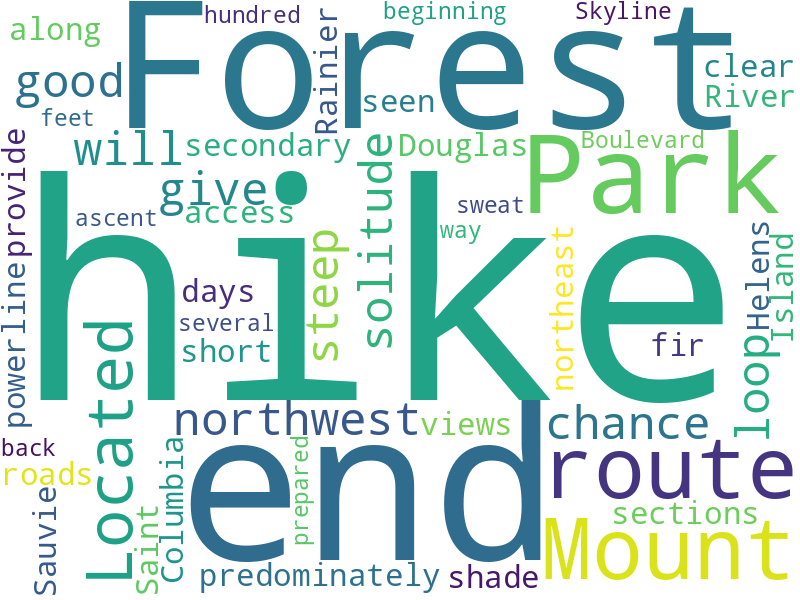 hundred
beginning
Skyline
along
Forest
Rainier
good
seen
clear
River
feet
will
secondary
Douglas
Boulevard
provide
give
solitude
Park
access
ascent
sweat
way
hike
steep
northeast
Helens
Island
powerline
days
several
short
fir
Located
loop
northwest
views
chance
back
roads
Columbia
prepared
end
route
Sauvie
Saint
sections
Mount
predominately
shade